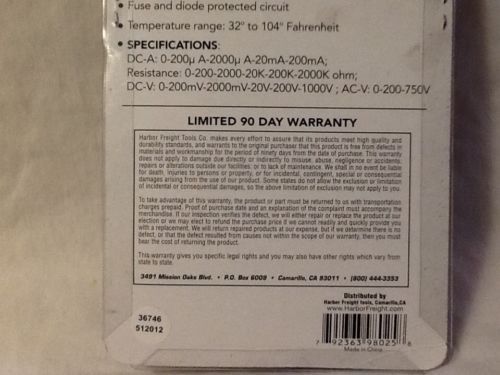 • Fuse and diode protected circuit
• Temperature range: 32° to 104° Fahrenheit
• SPECIFICATIONS:
DC-A: 0-200µ A-2000µ A-20mA-200mA;
Resistance: 0-200-2000-20K-200K-2000K ohm;
DC-V: 0-200mV-2000mV-20V-200V-1000V ; AC-V: 0-200-750V
LIMITED 90 DAY WARRANTY
Harbor Freight Tools Co. makes every effort to assure that its products meet high quality and
durability standards, and warrants to the original purchaser that this product is free from defects in
materials and workmanship for the period of ninety days from the date of purchase. This warranty
does not apply to damage due directly or indirectly to misuse, abuse, negligence or accidents,
repairs or alterations outside our facilities, or to lack of maintenance. We shall in no event be liable
for death, injuries to persons or property, or for incidental, contingent, special or consequential
damages arising from the use of our product. Some states do not allow the exclusion or limitation
of incidental or consequential damages, so the above limitation of exclusion may not apply to you.
To take advantage of this warranty, the product or part must be returned to us with transportation
charges prepaid. Proof of purchase date and an explanation of the complaint must accompany the
merchandise. If our inspection verifies the defect, we will either repair or replace the product at our
election or we may elect to refund the purchase price if we cannot readily and quickly provide you
with a replacement. We will return repaired products at our expense, but if we determine there is no
defect, or that the defect resulted from causes not within the scope of our warranty, then you must
bear the cost of returning the product.
This warranty gives you specific legal rights and you may also have other rights which vary from
state to state.
3491 Mission Oaks Blvd. • P.O. Box 6009 • Camarillo, CA 93011 • (800) 444-3353
Distributed by
Harbor Freight tools, Camarillo,CA
www.HarborFreight.com
36746
512012
7 92363 98025 8
Made in China